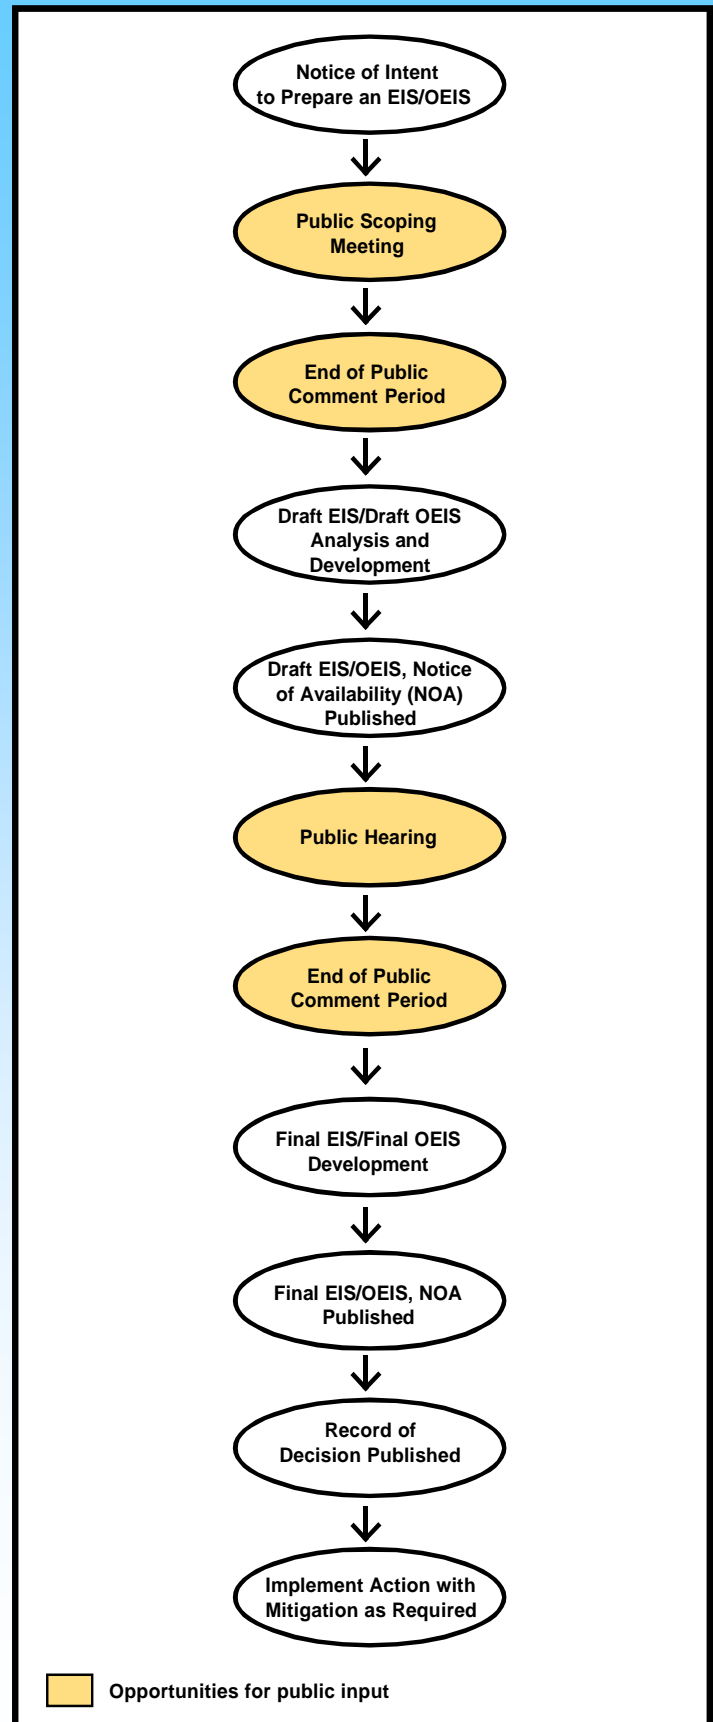 Notice of Intent
to Prepare an EIS/OEIS
Public Scoping
Meeting
End of Public
Comment Period
Draft EIS/Draft OEIS
Analysis and
Development
Draft EIS/OEIS, Notice
of Availability (NOA)
Published
Public Hearing
End of Public
Comment Period
Final EIS/Final OEIS
Development
Final EIS/OEIS, NOA
Published
Record of
Decision Published
Implement Action with
Mitigation as Required
Opportunities for public input